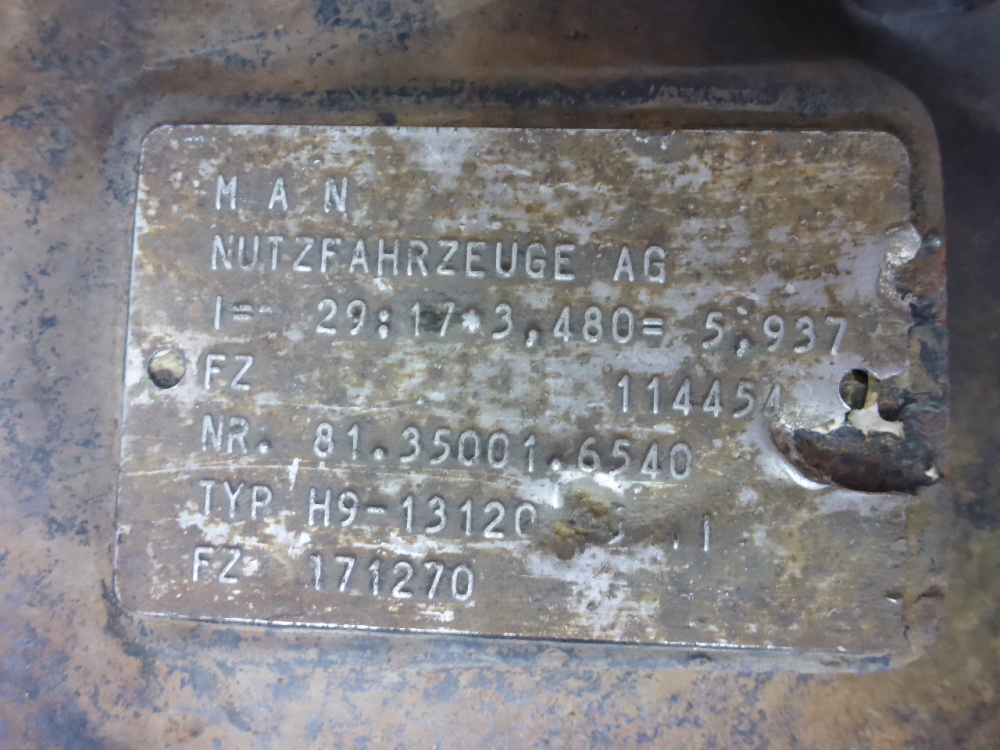 M A N
NUTZFAHRZEUGE AG
I=- 29:17*3,480= 5,937
FZ 114454
NR. 81.35001.6540
TYP H9-13120
FZ 171270